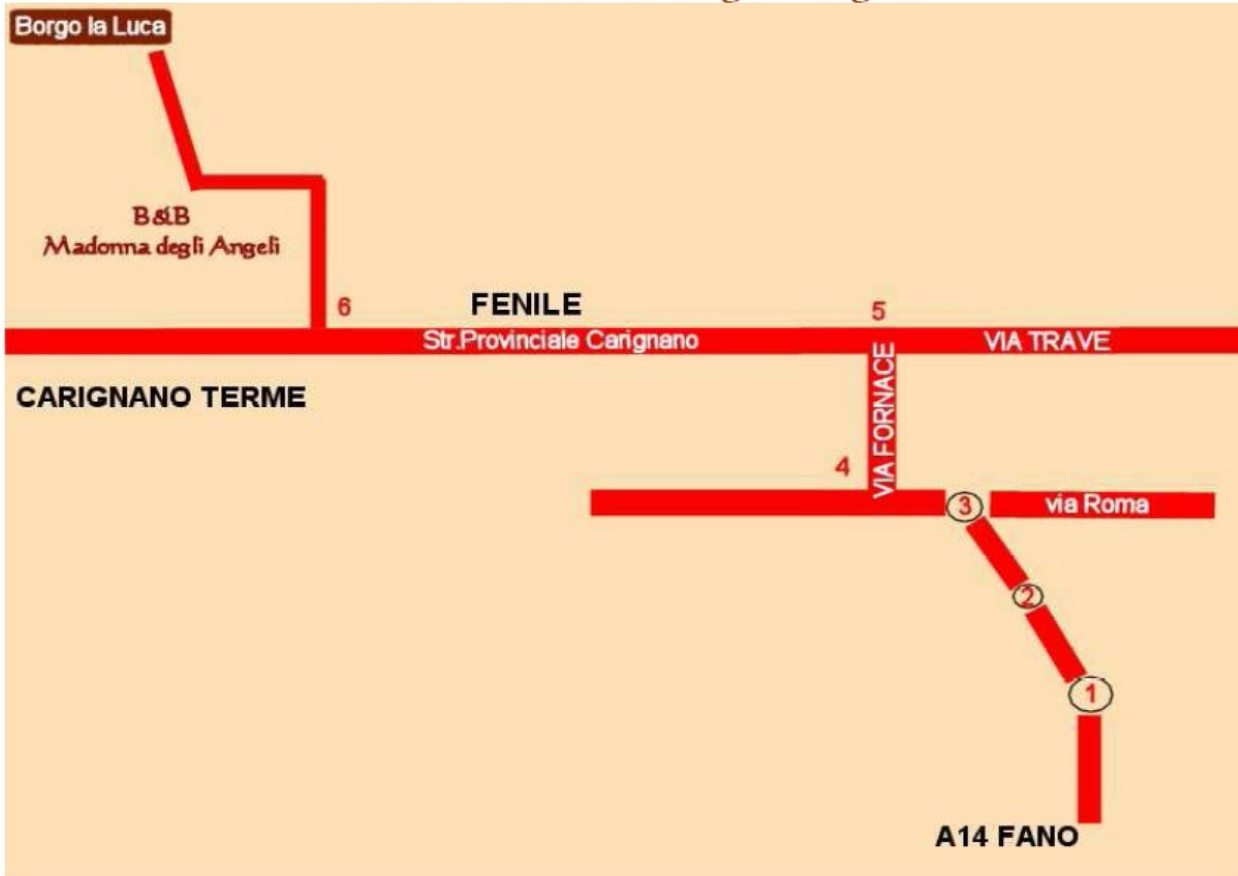 Borgo la Luca
B&B
Madonna degli Angeli
6
FENILE
5
Str.Provinciale Carignano
VIA TRAVE
CARIGNANO TERME
VIA FORNACE
4
3
via Roma
2
1
A14 FANO